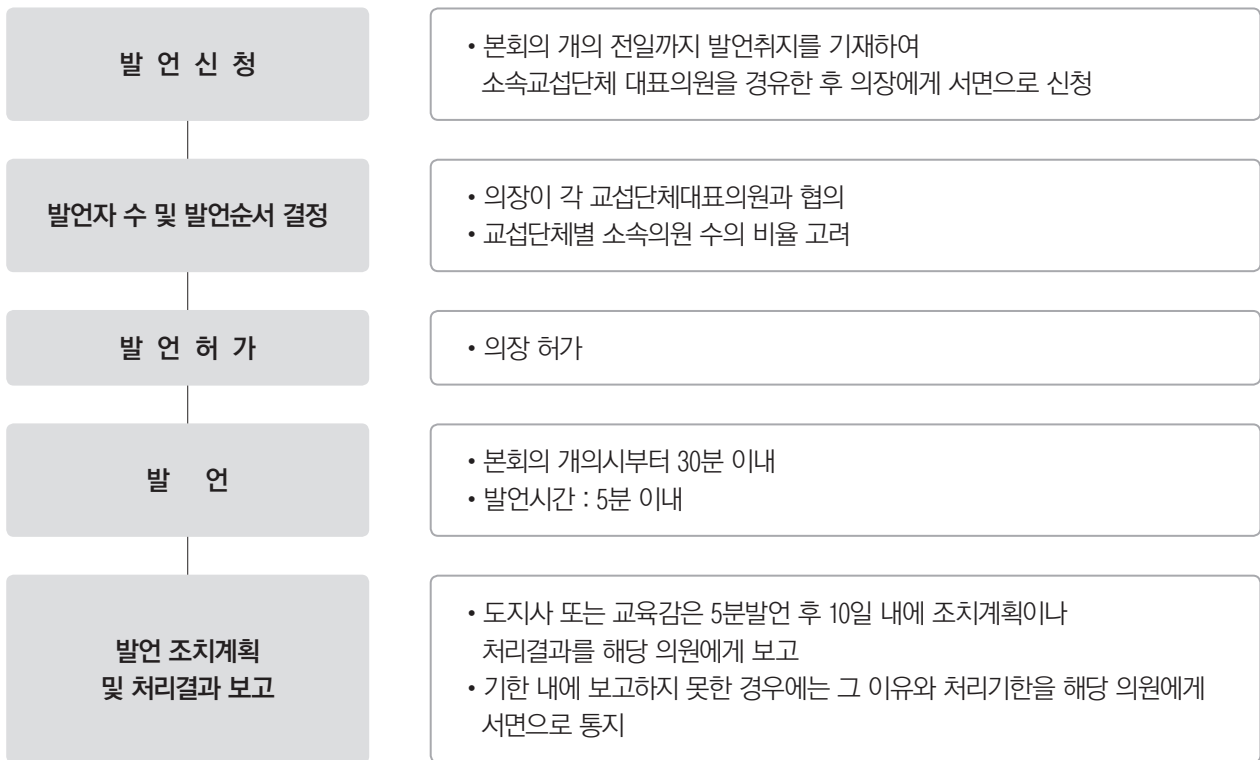 발 언 신 청
• 본회의 개의 전일까지 발언취지를 기재하여
소속교섭단체 대표의원을 경유한 후 의장에게 서면으로 신청
발언자 수 및 발언순서 결정
• 의장이 각 교섭단체대표의원과 협의
• 교섭단체별 소속의원 수의 비율 고려
발 언 허 가
• 의장 허가
발 언
• 본회의 개의시부터 30분 이내
• 발언시간 : 5분 이내
발언 조치계획
및 처리결과 보고
• 도지사 또는 교육감은 5분발언 후 10일 내에 조치계획이나
처리결과를 해당 의원에게 보고
• 기한 내에 보고하지 못한 경우에는 그 이유와 처리기한을 해당 의원에게
서면으로 통지